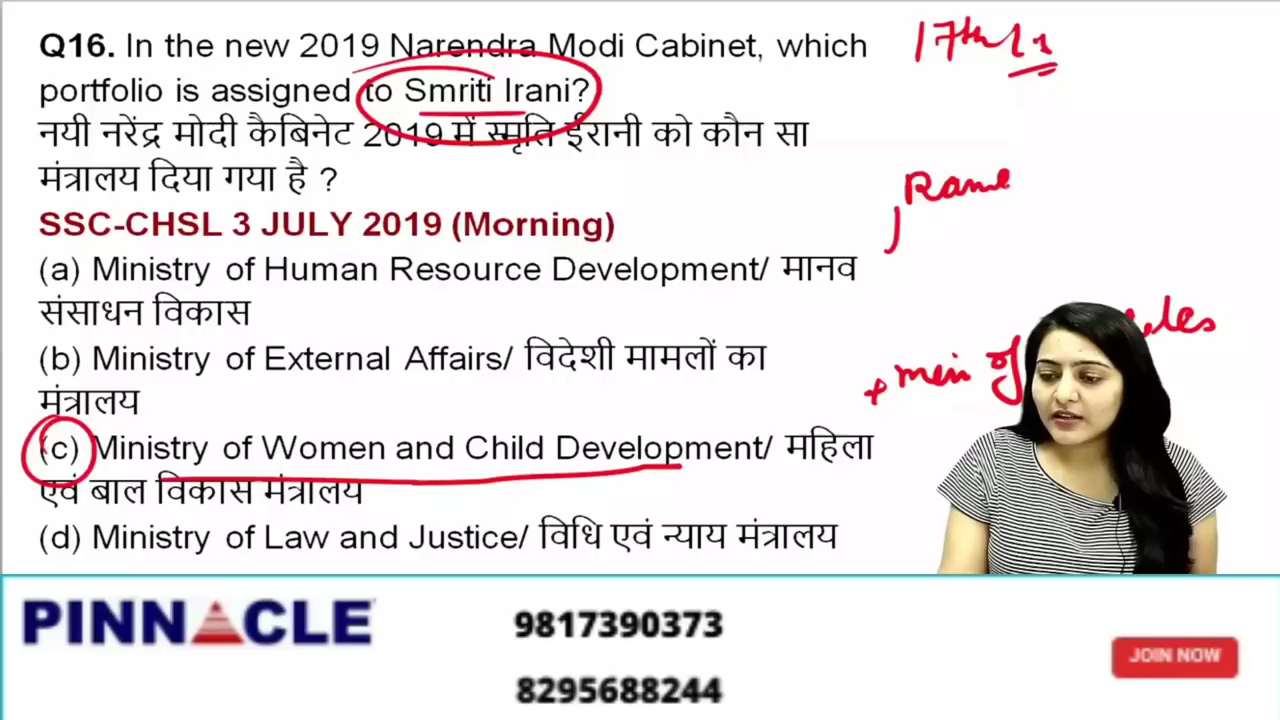 Q16. In the new 2019 Narendra Modi Cabinet, which
portfolio is assigned to Smriti Irani?
नयी नरेंद्र मोदी कैबिनेट 2019 में स्मृति ईरानी को कौन सा
मंत्रालय दिया गया है ?
SSC-CHSL 3 JULY 2019 (Morning)
(a) Ministry of Human Resource Development/ मानव
संसाधन विकास
(b) Ministry of External Affairs/ विदेशी मामलों का
मंत्रालय
(c) Ministry of Women and Child Development/ महिला
एवं बाल विकास मंत्रालय
(d) Ministry of Law and Justice/ विधि एवं न्याय मंत्रालय
17th
+ min of
PINNACLE
9817390373
8295688244
JOIN NOW